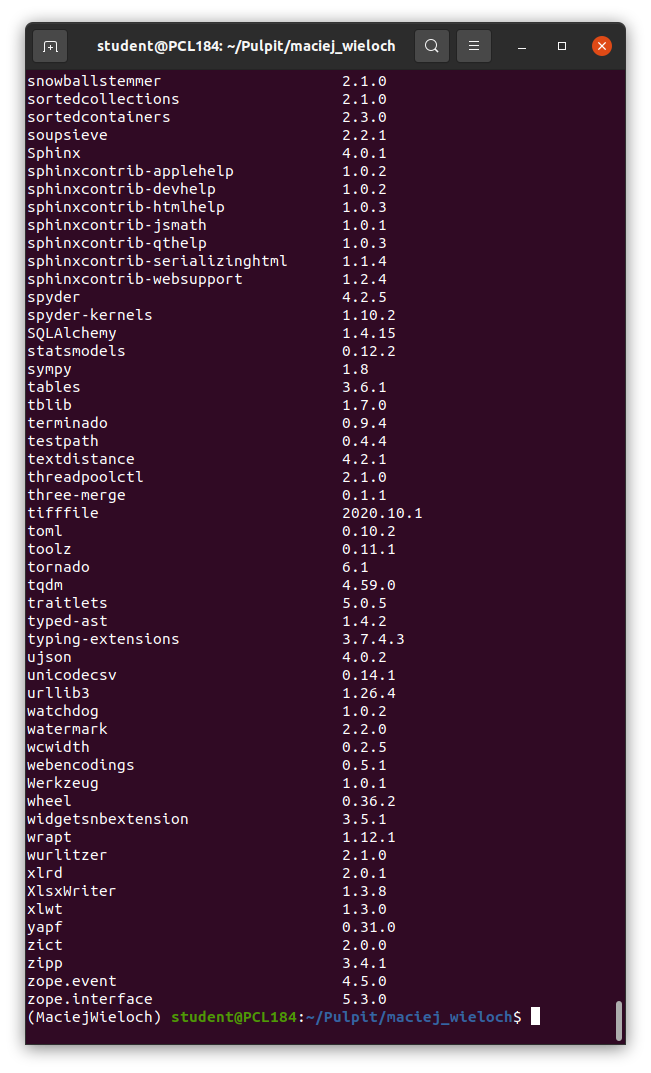 student@PCL184: ~/Pulpit/maciej_wieloch
snowballstemmer 2.1.0
sortedcollections 2.1.0
sortedcontainers 2.3.0
soupsieve 2.2.1
Sphinx 4.0.1
sphinxcontrib-applehelp 1.0.2
sphinxcontrib-devhelp 1.0.2
sphinxcontrib-htmlhelp 1.0.3
sphinxcontrib-jsmath 1.0.1
sphinxcontrib-qthelp 1.0.3
sphinxcontrib-serializinghtml 1.1.4
sphinxcontrib-websupport 1.2.4
spyder 4.2.5
spyder-kernels 1.10.2
SQLAlchemy 1.4.15
statsmodels 0.12.2
sympy 1.8
tables 3.6.1
tblib 1.7.0
terminado 0.9.4
testpath 0.4.4
textdistance 4.2.1
threadpoolctl 2.1.0
three-merge 0.1.1
tifffile 2020.10.1
toml 0.10.2
toolz 0.11.1
tornado 6.1
tqdm 4.59.0
traitlets 5.0.5
typed-ast 1.4.2
typing-extensions 3.7.4.3
ujson 4.0.2
unicodecsv 0.14.1
urllib3 1.26.4
watchdog 1.0.2
watermark 2.2.0
wcwidth 0.2.5
webencodings 0.5.1
Werkzeug 1.0.1
wheel 0.36.2
widgetsnbextension 3.5.1
wrapt 1.12.1
wurlitzer 2.1.0
xlrd 2.0.1
XlsxWriter 1.3.8
xlwt 1.3.0
yapf 0.31.0
zict 2.0.0
zipp 3.4.1
zope.event 4.5.0
zope.interface 5.3.0
(MaciejWieloch) student@PCL184:~/Pulpit/maciej_wieloch$